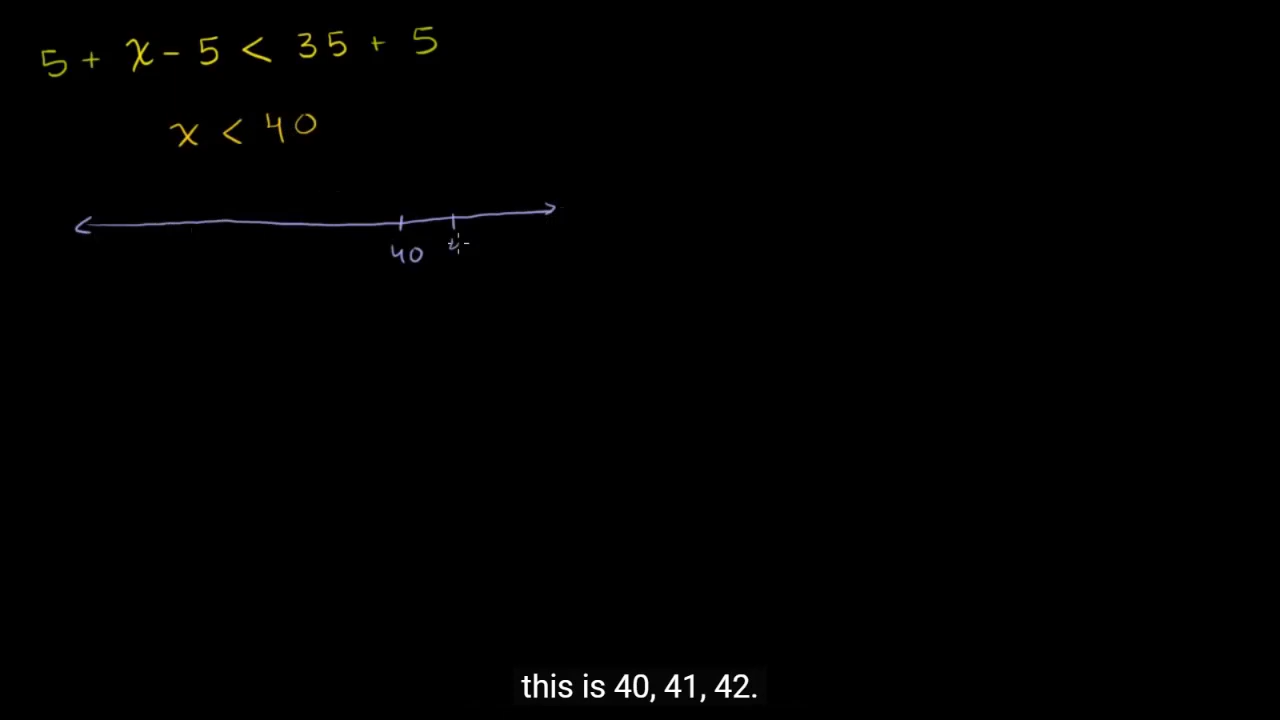 5 + x - 5 < 35 + 5
x < 40
40
this is 40, 41, 42.